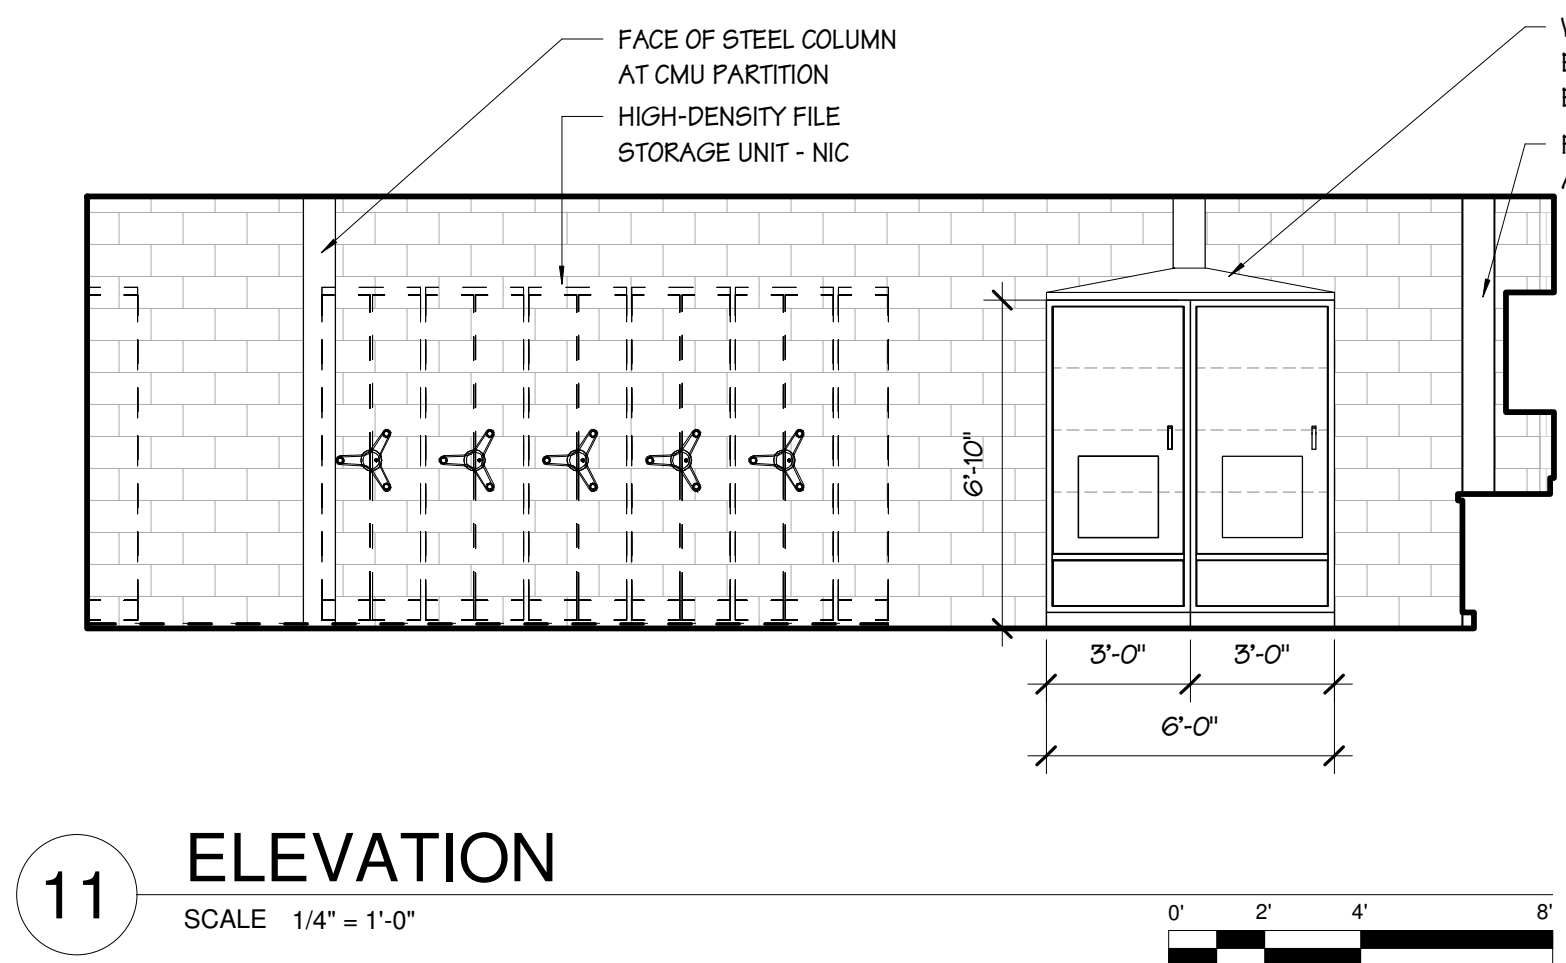 FACE OF STEEL COLUMN
AT CMU PARTITION
HIGH-DENSITY FILE
STORAGE UNIT - NIC
6'-10"
3'-0" 3'-0"
6'-0"
11
ELEVATION
SCALE 1/4" = 1'-0"
0' 2' 4' 8'